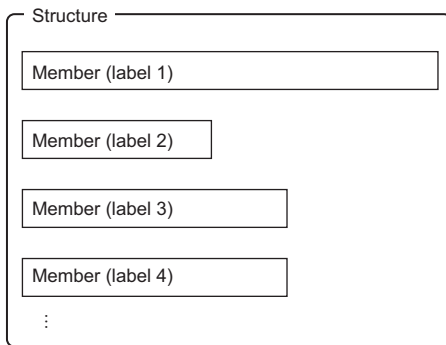 Structure
Member (label 1)
Member (label 2)
Member (label 3)
Member (label 4)
⋮